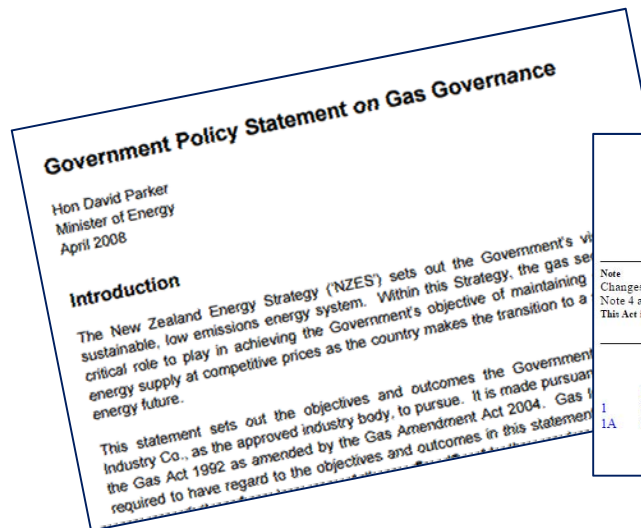 Government Policy Statement on Gas Governance
Hon David Parker
Minister of Energy
April 2008
Introduction
The New Zealand Energy Strategy ('NZES') sets out the Government's
sustainable, low emissions energy system. Within this Strategy, the gas
critical role to play in achieving the Government's objective of maintaining
energy supply at competitive prices as the country makes the transition to a
energy future.
This statement sets out the objectives and outcomes the Government
Industry Co., as the approved industry body, to pursue. It is made pursuant
the Gas Act 1992 as amended by the Gas Amendment Act 2004. Gas
required to have regard to the objectives and outcomes in this statement
Note
Changes
Note 4
This Act
1
1A